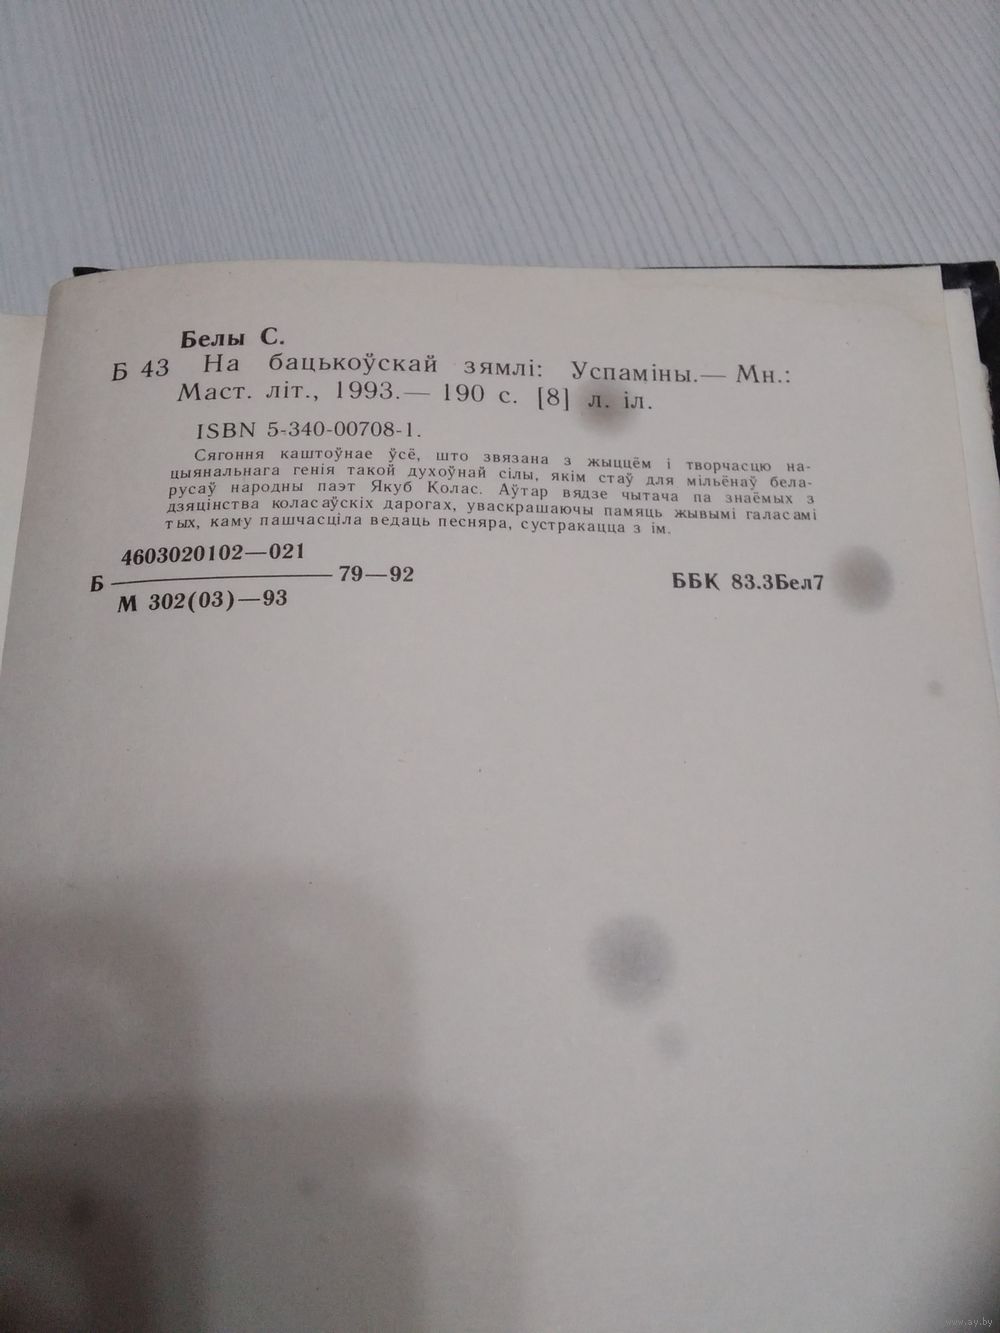 Белы С.
Б 43 На бацькоўскай зямлі: Успаміны.— Мн.:
Маст. літ., 1993.— 190 с. [8] л. іл.
ISBN 5-340-00708-1.
Сягоння каштоўнае ўсё, што звязана з жыццём і творчасцю на-
цыянальнага генія такой духоўнай сілы, якім стаў для мільёнаў бела-
русаў народны паэт Якуб Колас. Аўтар вядзе чытача па знаёмых з
дзяцінства коласаўскіх дарогах, уваскрашаючы памяць жывымі галасамі
тых, каму пашчасціла ведаць песняра, сустракацца з ім.
4603020102—021
Б 79—92 ББК 83.3Бел7
М 302(03)—93
www.ay.by